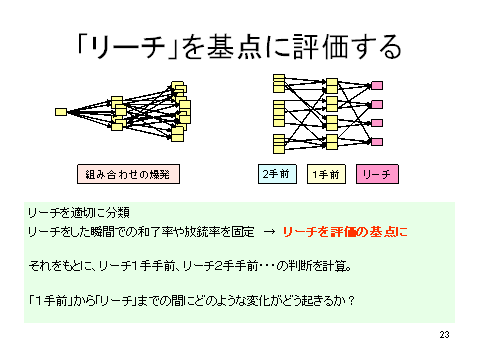 「リーチ」を基点に評価する
組み合わせの爆発
2手前
1手前
リーチ
リーチを適切に分類
リーチをした瞬間での和了率や放銃率を固定 → リーチを評価の基点に
それをもとに、リーチ1手手前、リーチ2手手前・・・の判断を計算。
「1手前」から「リーチ」までの間にどのような変化がどう起きるか？
23